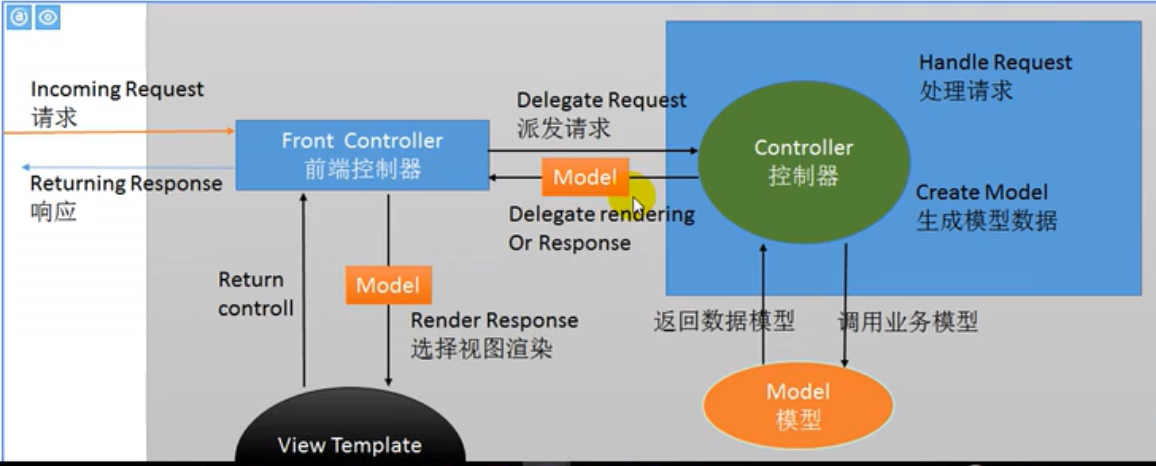 Incoming Request
请求
Returning Response
响应
Front Controller
前端控制器
Delegate Request
派发请求
Model
Delegate rendering
Or Response
Controller
控制器
Handle Request
处理请求
Create Model
生成模型数据
Return
controll
Model
Render Response
选择视图渲染
返回数据模型
调用业务模型
Model
模型
View Template